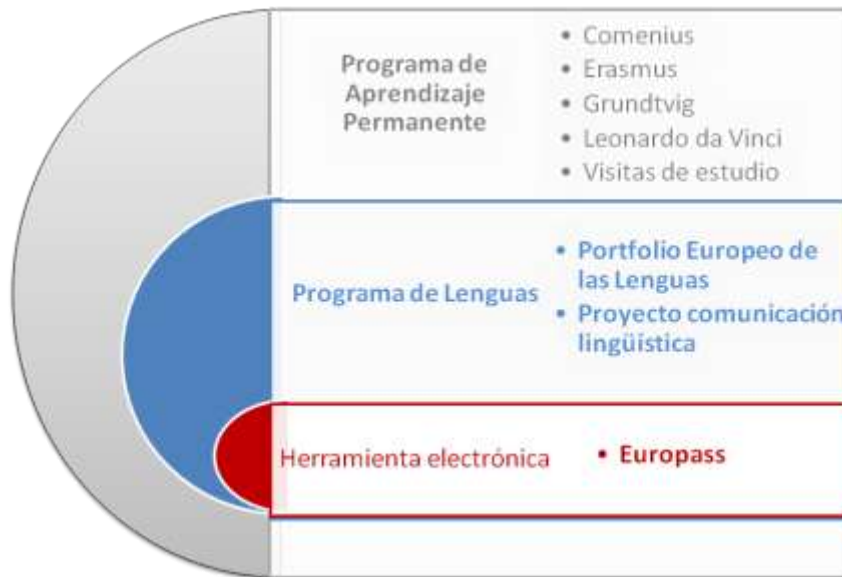 Programa de
Aprendizaje
Permanente
• Comenius
• Erasmus
• Grundtvig
• Leonardo da Vinci
• Visitas de estudio
Programa de Lenguas
• Portfolio Europeo de
las Lenguas
• Proyecto comunicación
lingüística
Herramienta electrónica
• Europass